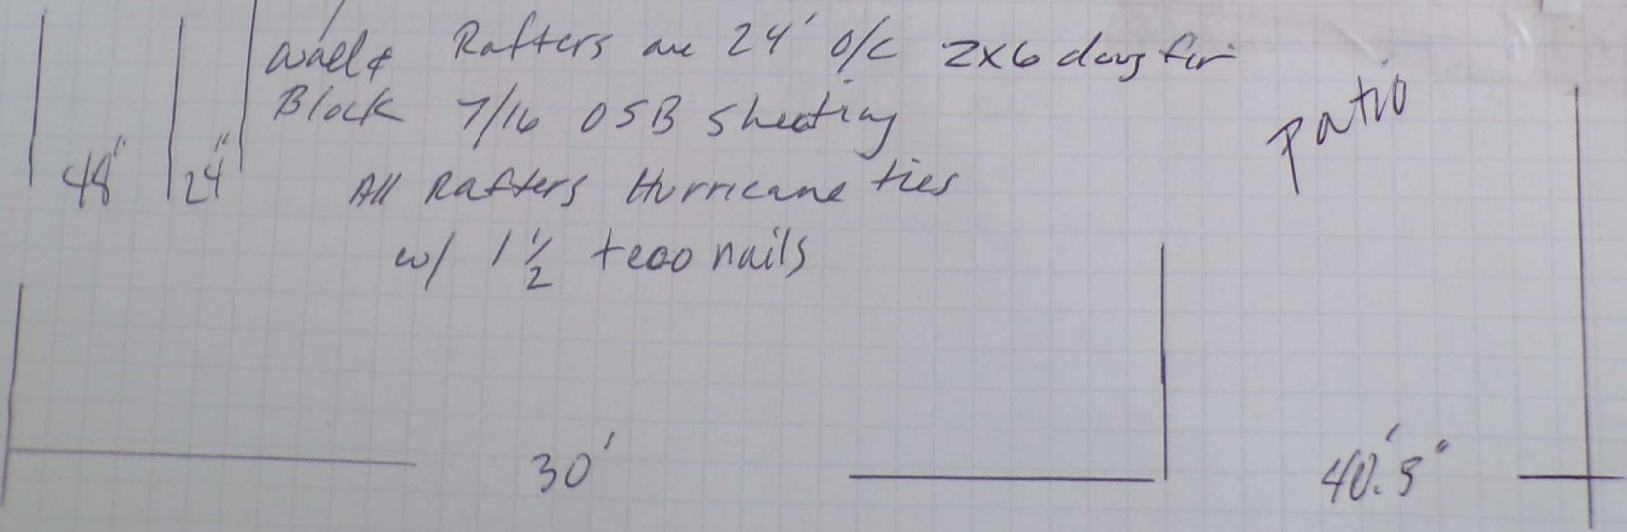 Wall & Rafters are 24' o/c 2x6 doug fir
Block 7/16 OSB sheeting
48" 24" All Rafters Hurricane ties
w/ 1 1/2 teco nails
Patio
30'
40'.5"